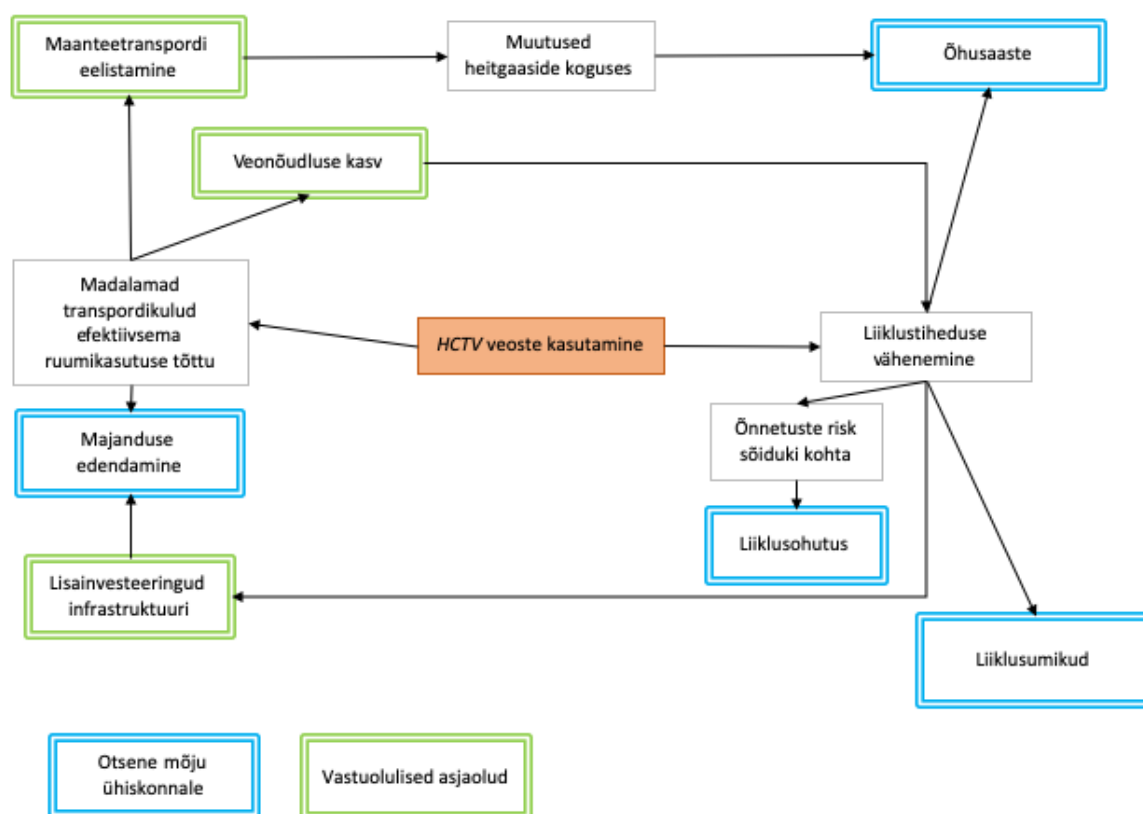 Maanteetranspordi
eelistamine
Muutused
heitgaaside koguses
Õhusaaste
Veonõudluse kasv
Madalamad
transpordikulud
efektiivsema
ruumikasutuse tõttu
HCTV veoste kasutamine
Liiklustiheduse
vähenemine
Majanduse
edendamine
Õnnetuste risk
sõiduki kohta
Liiklusohutus
Lisainvesteeringud
infrastruktuuri
Liiklusumikud
Otsene mõju
ühiskonnale
Vastuolulised asjaolud